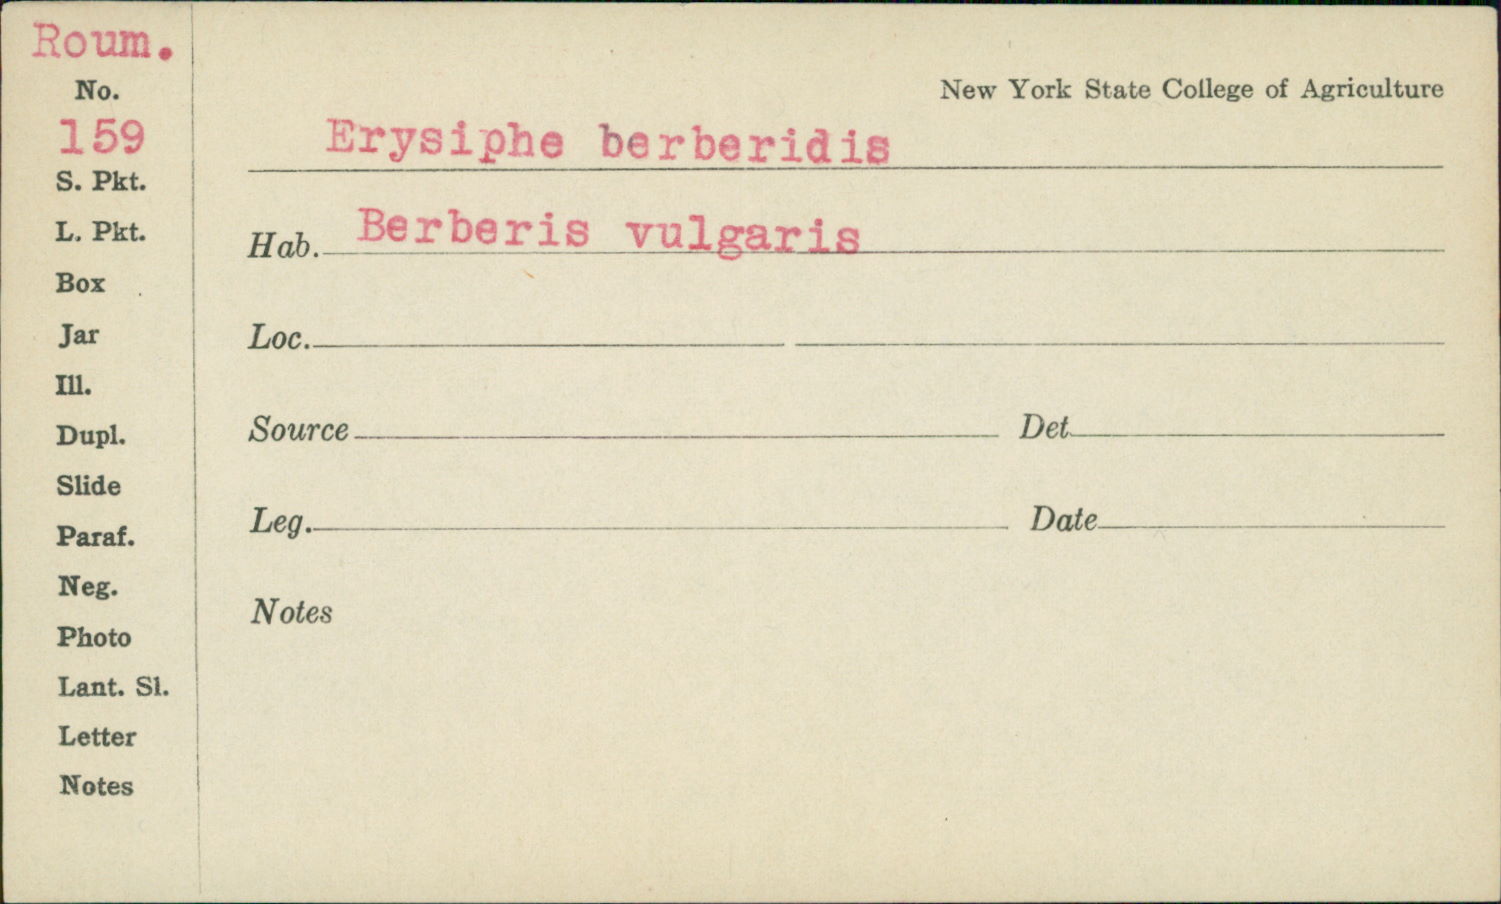 Roum.
No.
159
S. Pkt.
L. Pkt.
Box
Jar
Ill.
Dupl.
Slide
Paraf.
Neg.
Photo
Lant. Sl.
Letter
Notes
New York State College of Agriculture
Erysiphe berberidis
Hab. Berberis vulgaris
Loc.
Source Det
Leg. Date
Notes